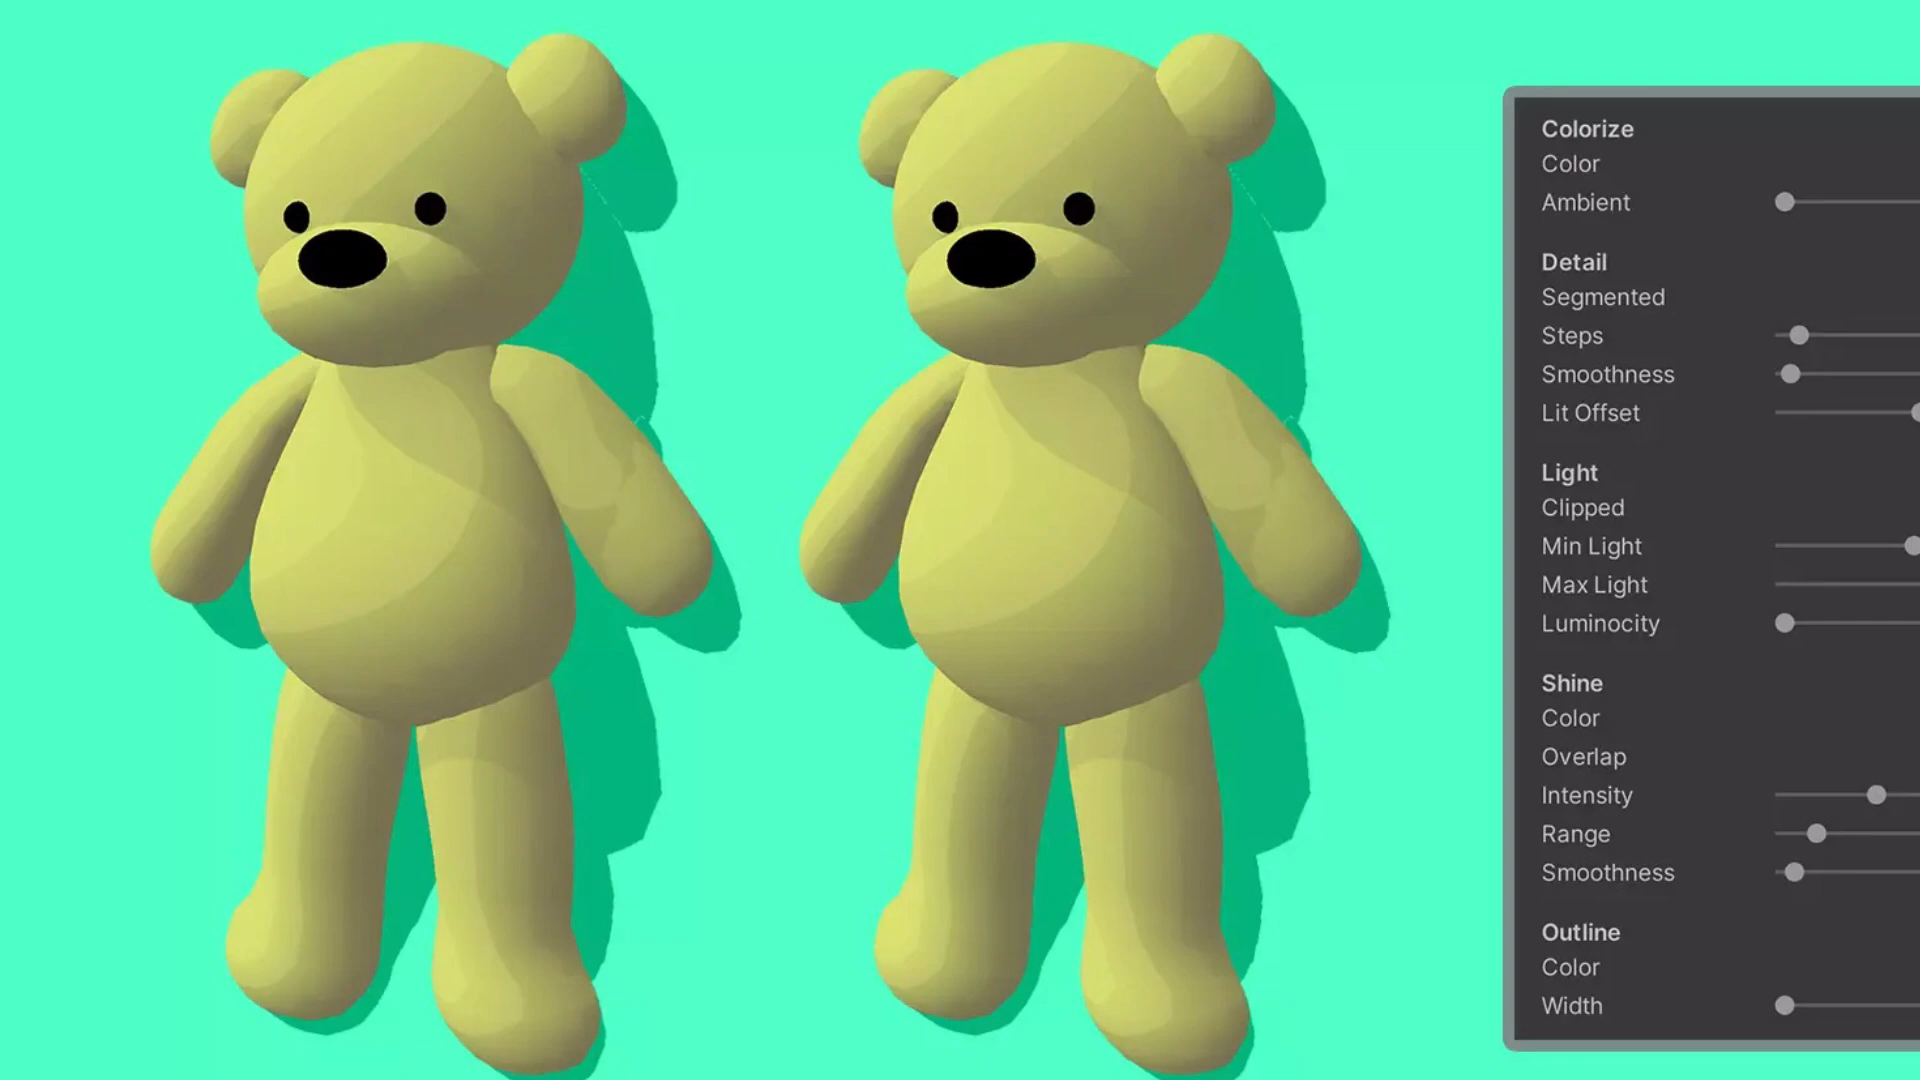 Colorize
Color
Ambient
Detail
Segmented
Steps
Smoothness
Lit Offset
Light
Clipped
Min Light
Max Light
Luminocity
Shine
Color
Overlap
Intensity
Range
Smoothness
Outline
Color
Width